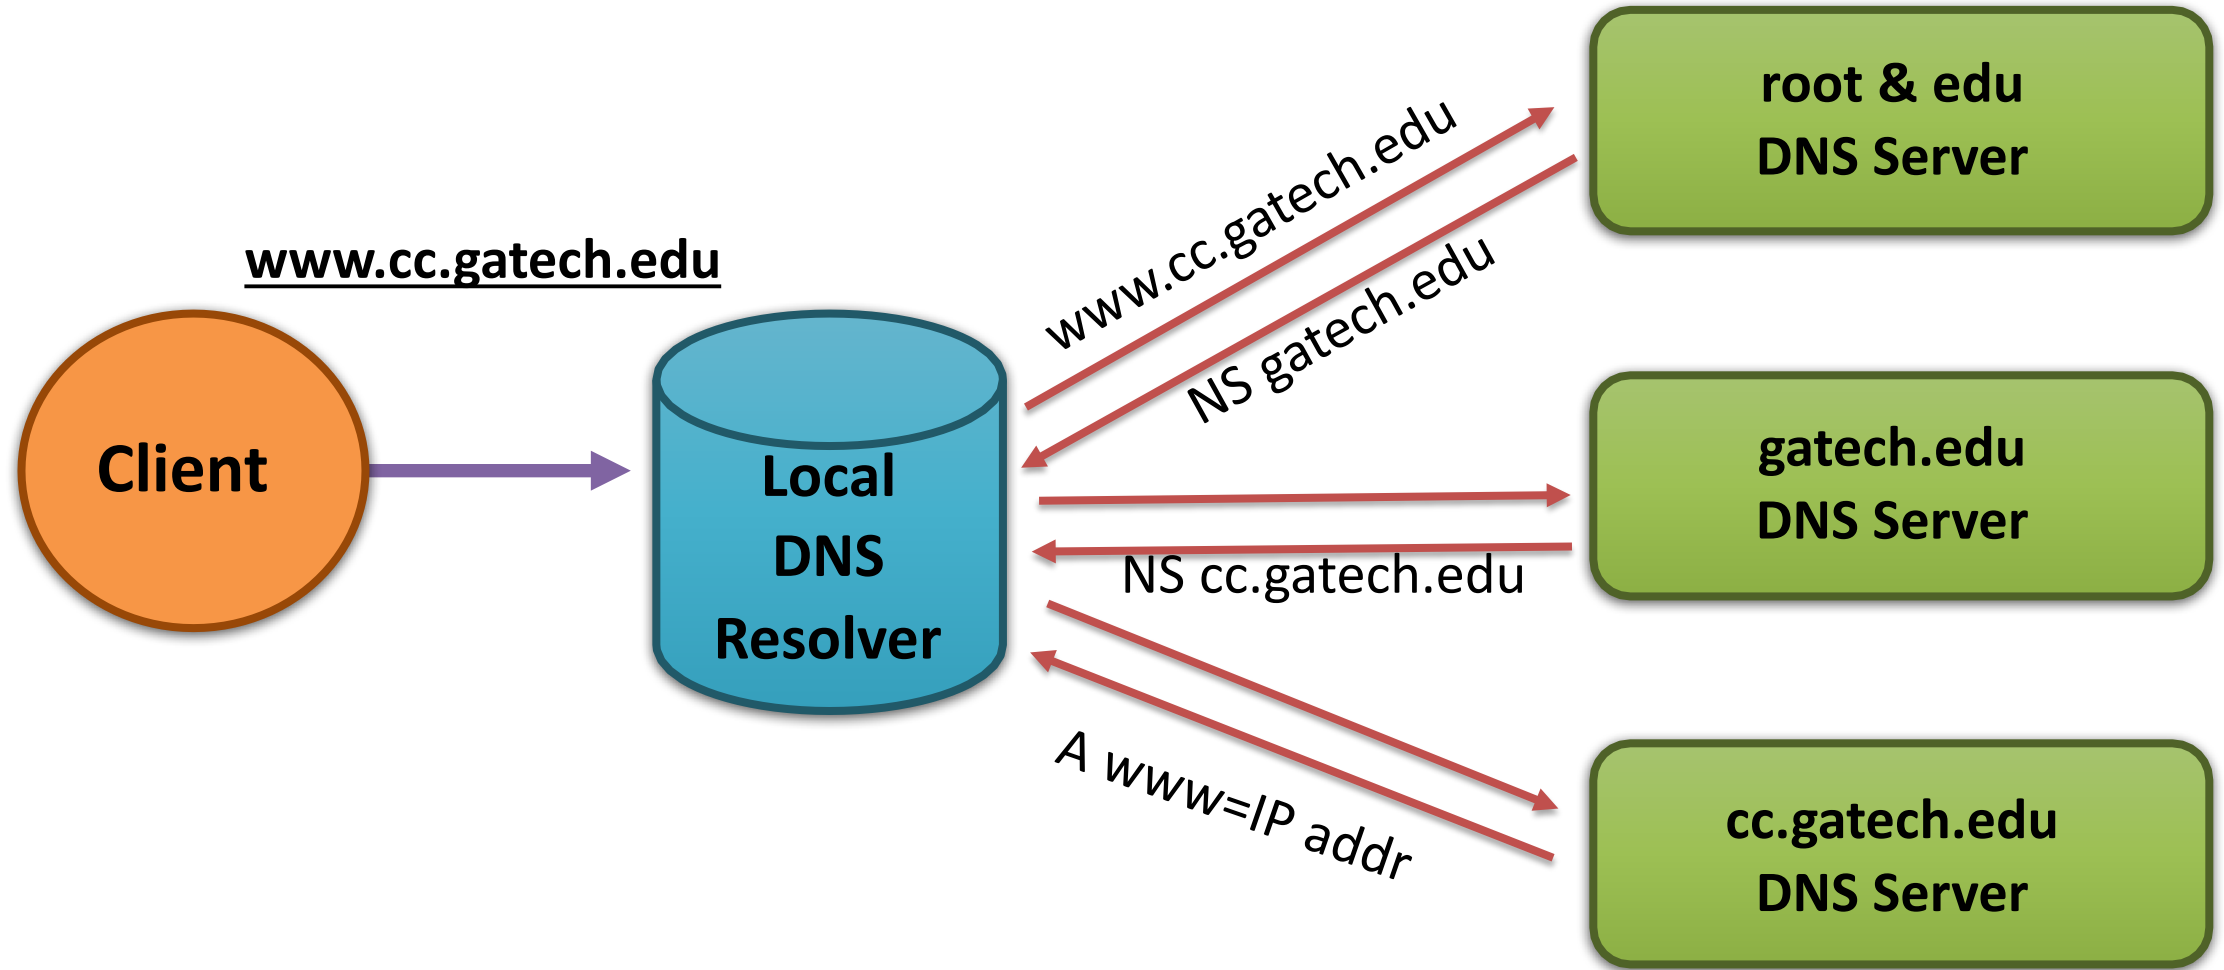 www.cc.gatech.edu
Client
Local
DNS
Resolver
www.cc.gatech.edu
NS gatech.edu
NS cc.gatech.edu
A www=IP addr
root & edu
DNS Server
gatech.edu
DNS Server
cc.gatech.edu
DNS Server